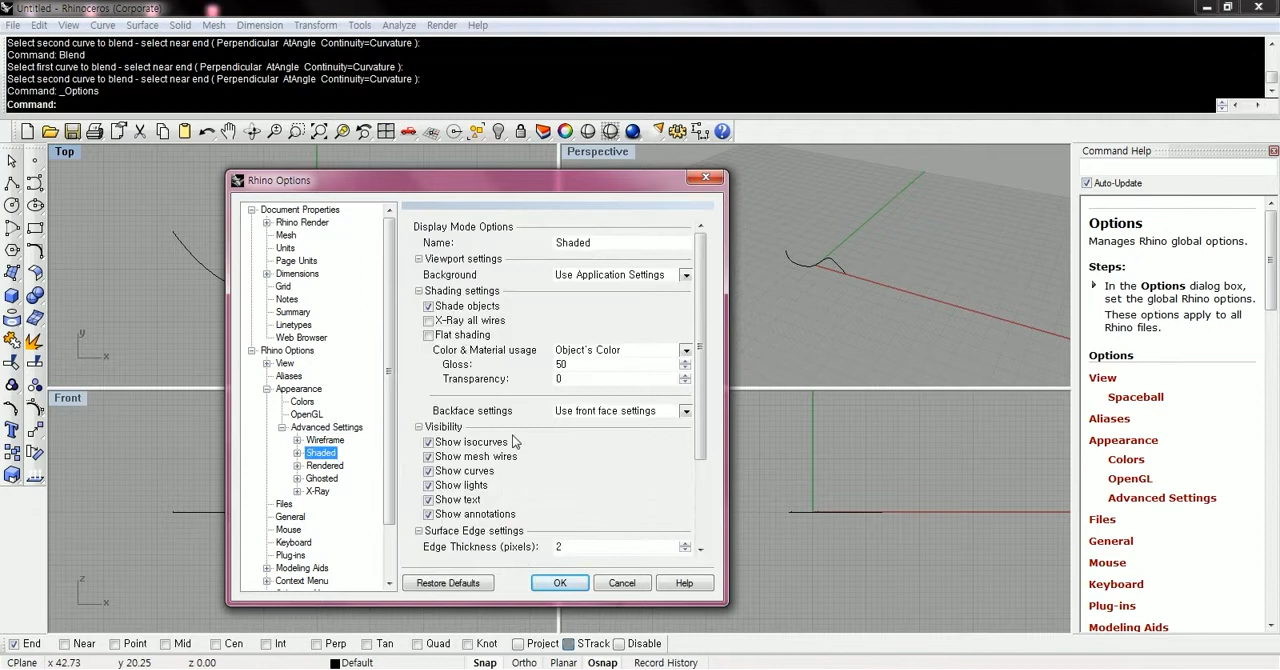 Untitled - Rhinoceros (Corporate)
File Edit View Curve Surface Solid Mesh Dimension Transform Tools Analyze Render Help
Select second curve to blend - select near end ( Perpendicular AtAngle Continuity=Curvature ):
Command: Blend
Select first curve to blend - select near end ( Perpendicular AtAngle Continuity=Curvature ):
Select second curve to blend - select near end ( Perpendicular AtAngle Continuity=Curvature ):
Command: _Options
Command:
Top
Perspective
Front
Rhino Options
Document Properties
Rhino Render
Mesh
Units
Page Units
Dimensions
Grid
Notes
Summary
Linetypes
Web Browser
Rhino Options
View
Aliases
Appearance
Colors
OpenGL
Advanced Settings
Wireframe
Shaded
Rendered
Ghosted
X-Ray
Files
General
Mouse
Keyboard
Plug-ins
Modeling Aids
Context Menu
Display Mode Options
Name: Shaded
Viewport settings
Background Use Application Settings
Shading settings
Shade objects
X-Ray all wires
Flat shading
Color & Material usage Object's Color
Gloss: 50
Transparency: 0
Backface settings Use front face settings
Visibility
Show isocurves
Show mesh wires
Show curves
Show lights
Show text
Show annotations
Surface Edge settings
Edge Thickness (pixels): 2
Restore Defaults OK Cancel Help
Command Help
Auto-Update
Options
Manages Rhino global options.
Steps:
In the Options dialog box,
set the global Rhino options.
These options apply to all
Rhino files.
Options
View
Spaceball
Aliases
Appearance
Colors
OpenGL
Advanced Settings
Files
General
Mouse
Keyboard
Plug-ins
Modeling Aids
y
x
z
x
End Near Point Mid Cen Int Perp Tan Quad Knot Project STrack Disable
CPlane x 42.73 y 20.25 z 0.00 Default Snap Ortho Planar Osnap Record History